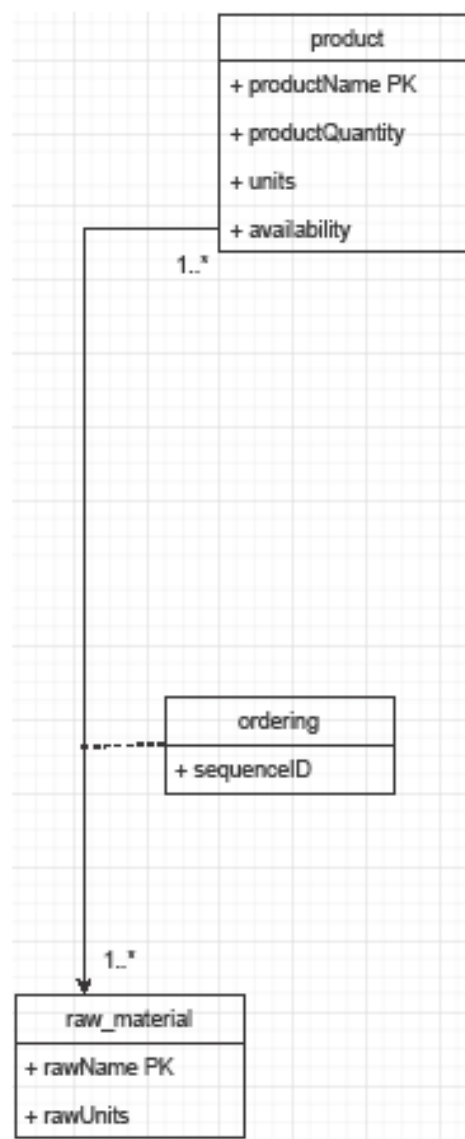 product
+ productName PK
+ productQuantity
+ units
+ availability
1..*
ordering
+ sequenceID
1..*
raw_material
+ rawName PK
+ rawUnits